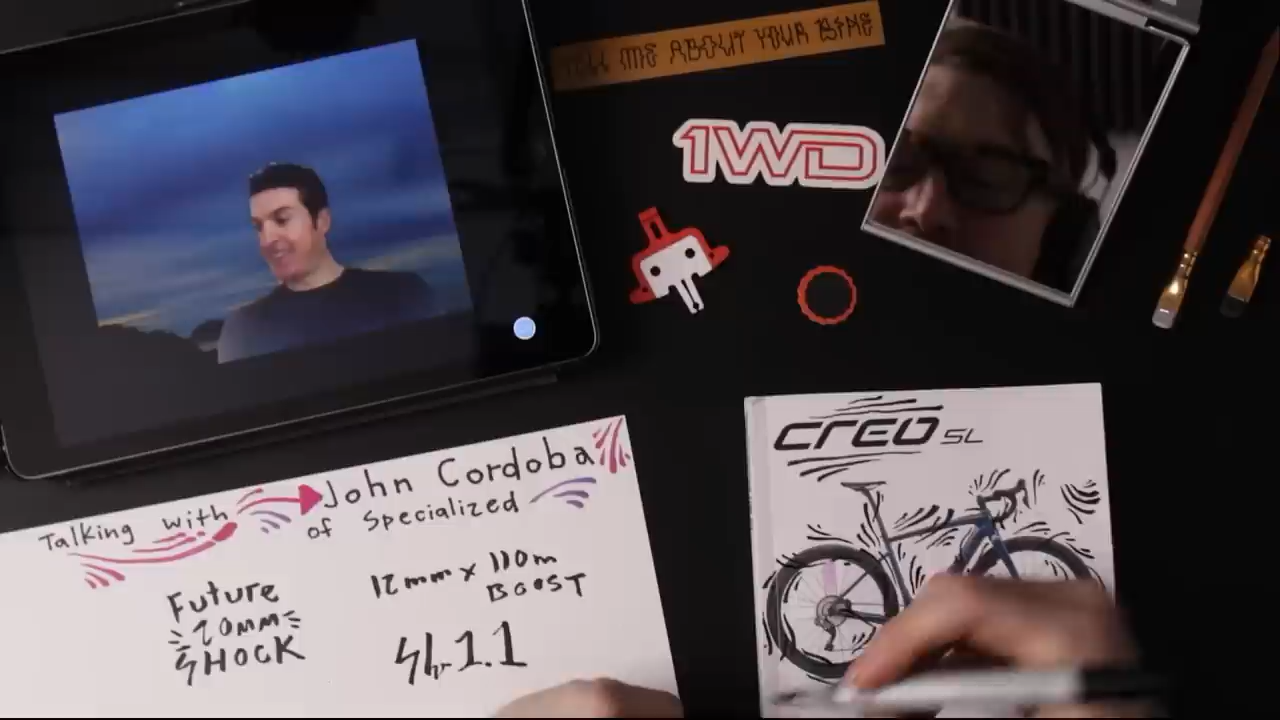 TELL ME ABOUT YOUR BIKE
1WD
Talking with John Cordoba
of Specialized
Future
20mm
SHOCK
12mm x 110m
BOOST
SL 1.1
CREO SL